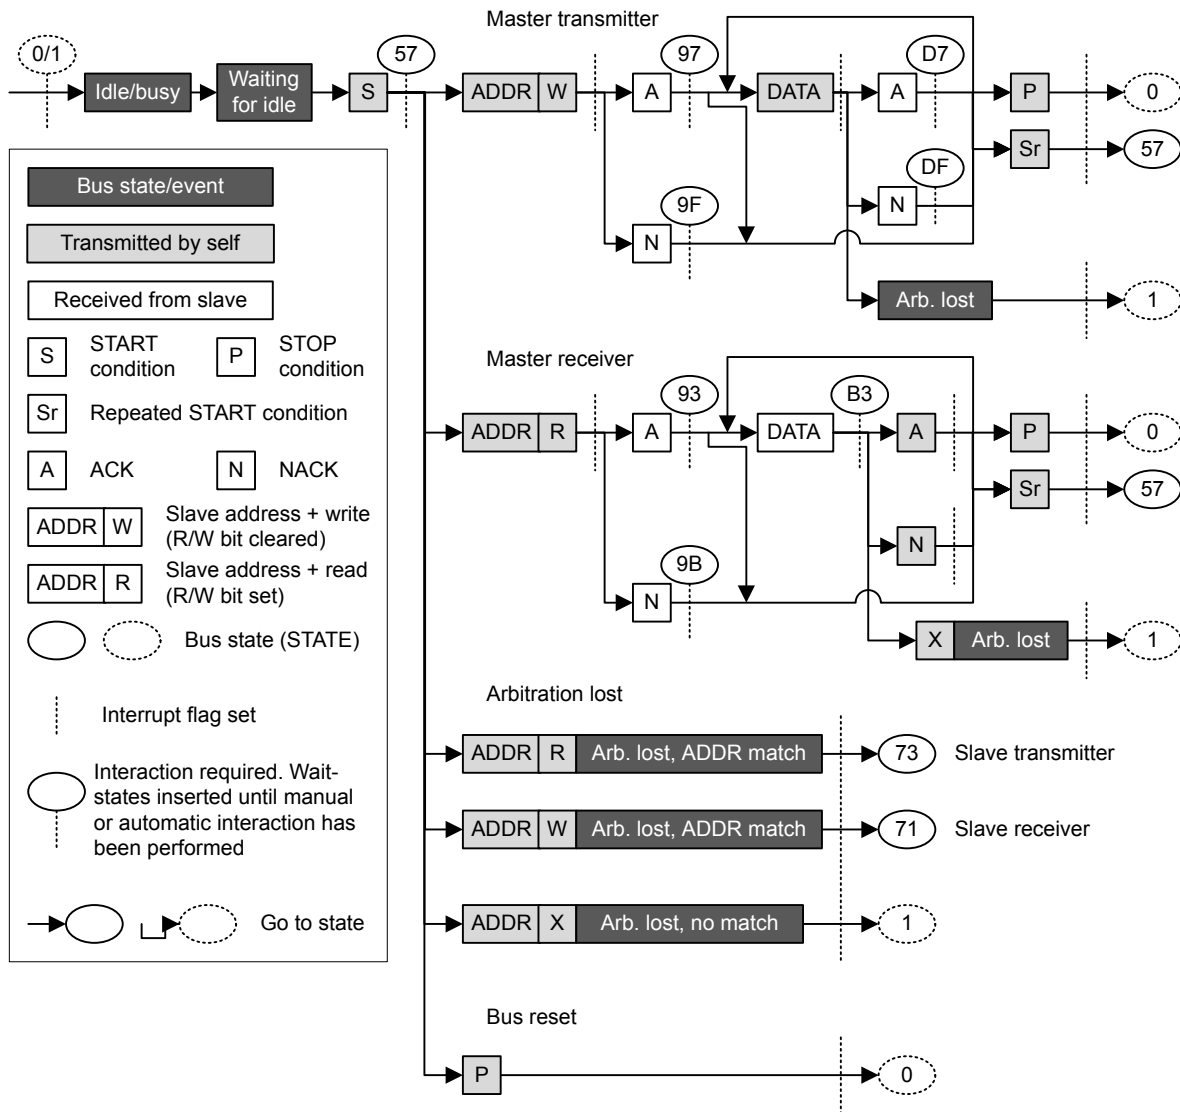 Master transmitter
0/1
57
97
D7
Idle/busy
Waiting
for idle
S
ADDR W
A
DATA
A
P
0
Sr
57
DF
N
9F
N
Arb. lost
1
Bus state/event
Transmitted by self
Received from slave
S
START
condition
P
STOP
condition
Sr
Repeated START condition
A
ACK
N
NACK
ADDR W
Slave address + write
(R/W bit cleared)
ADDR R
Slave address + read
(R/W bit set)
Bus state (STATE)
Interrupt flag set
Interaction required. Wait-
states inserted until manual
or automatic interaction has
been performed
Go to state
Master receiver
93
B3
ADDR R
A
DATA
A
P
0
Sr
57
N
9B
N
X Arb. lost
1
Arbitration lost
ADDR R Arb. lost, ADDR match
73
Slave transmitter
ADDR W Arb. lost, ADDR match
71
Slave receiver
ADDR X Arb. lost, no match
1
Bus reset
P
0